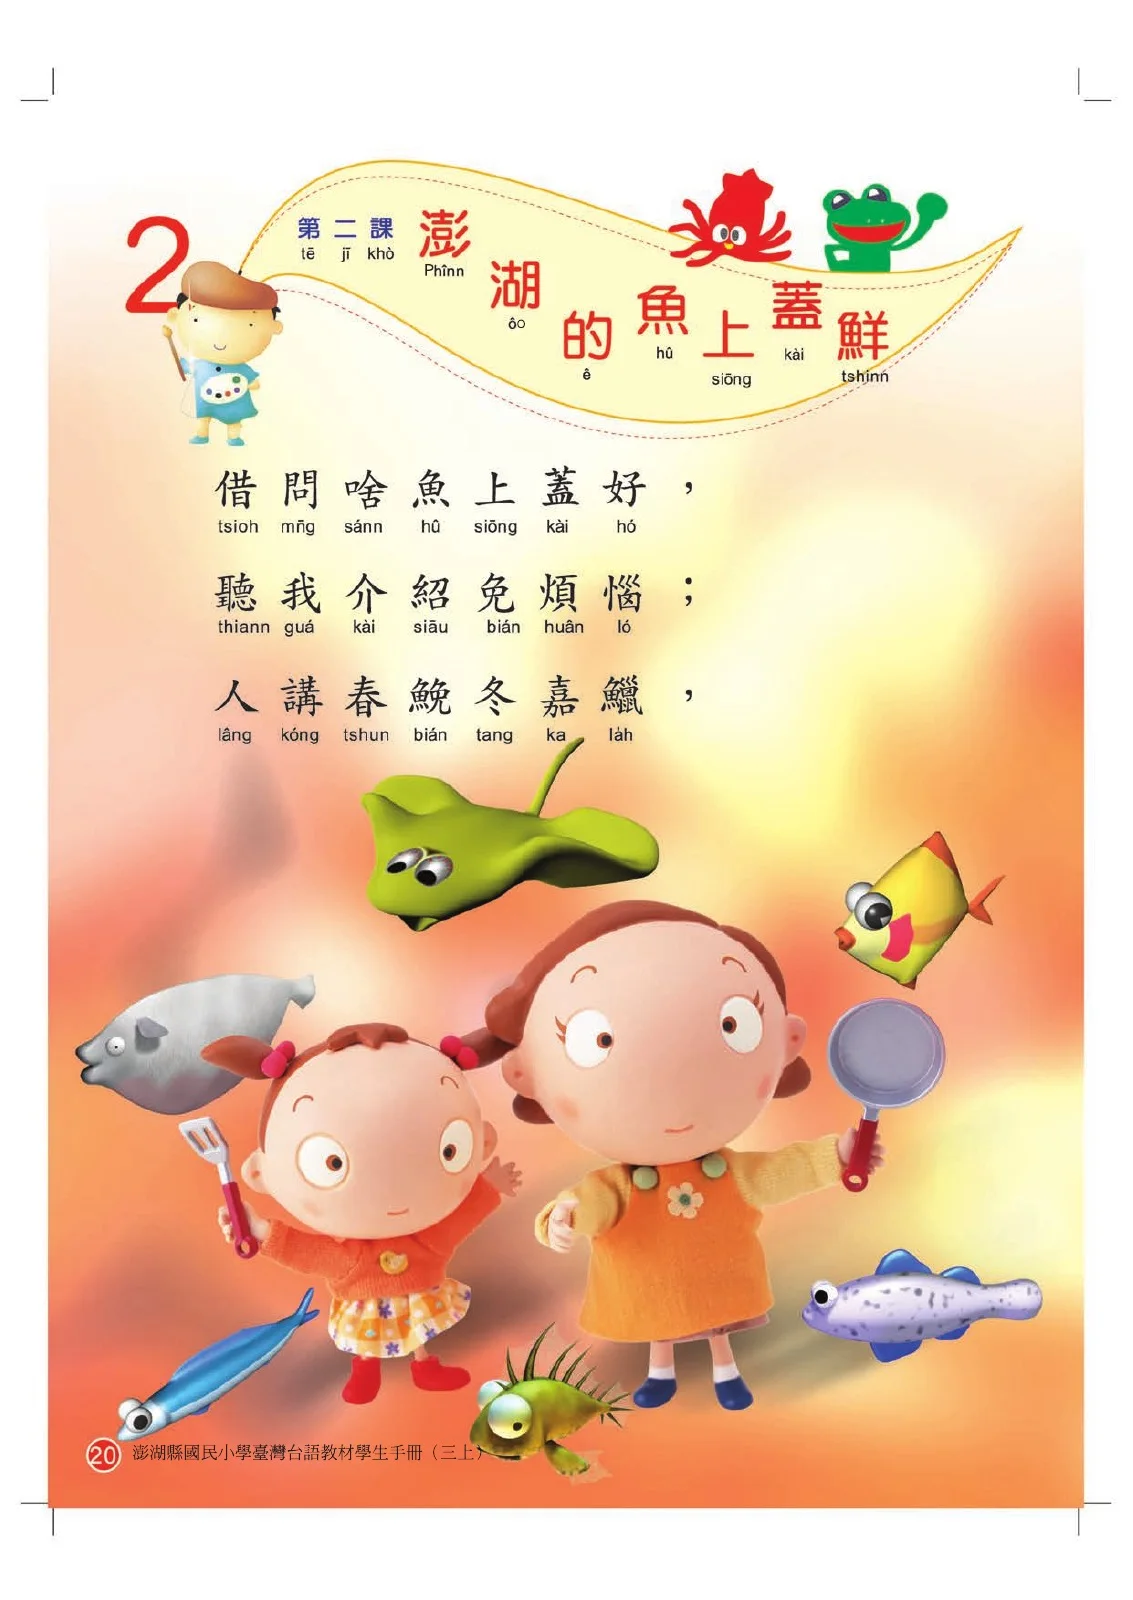 2
第二課
tē jī khò
澎湖的魚上蓋鮮
Phînn ôo ê hû siōng kài tshinn
借問啥魚上蓋好，
tsioh mn̄g sánn hû siōng kài hó
聽我介紹免煩惱；
thiann guá kài siāu bián huân ló
人講春鮸冬嘉鱲，
lâng kóng tshun bián tang ka la̍h
20 澎湖縣國民小學臺灣台語教材學生手冊（三上）